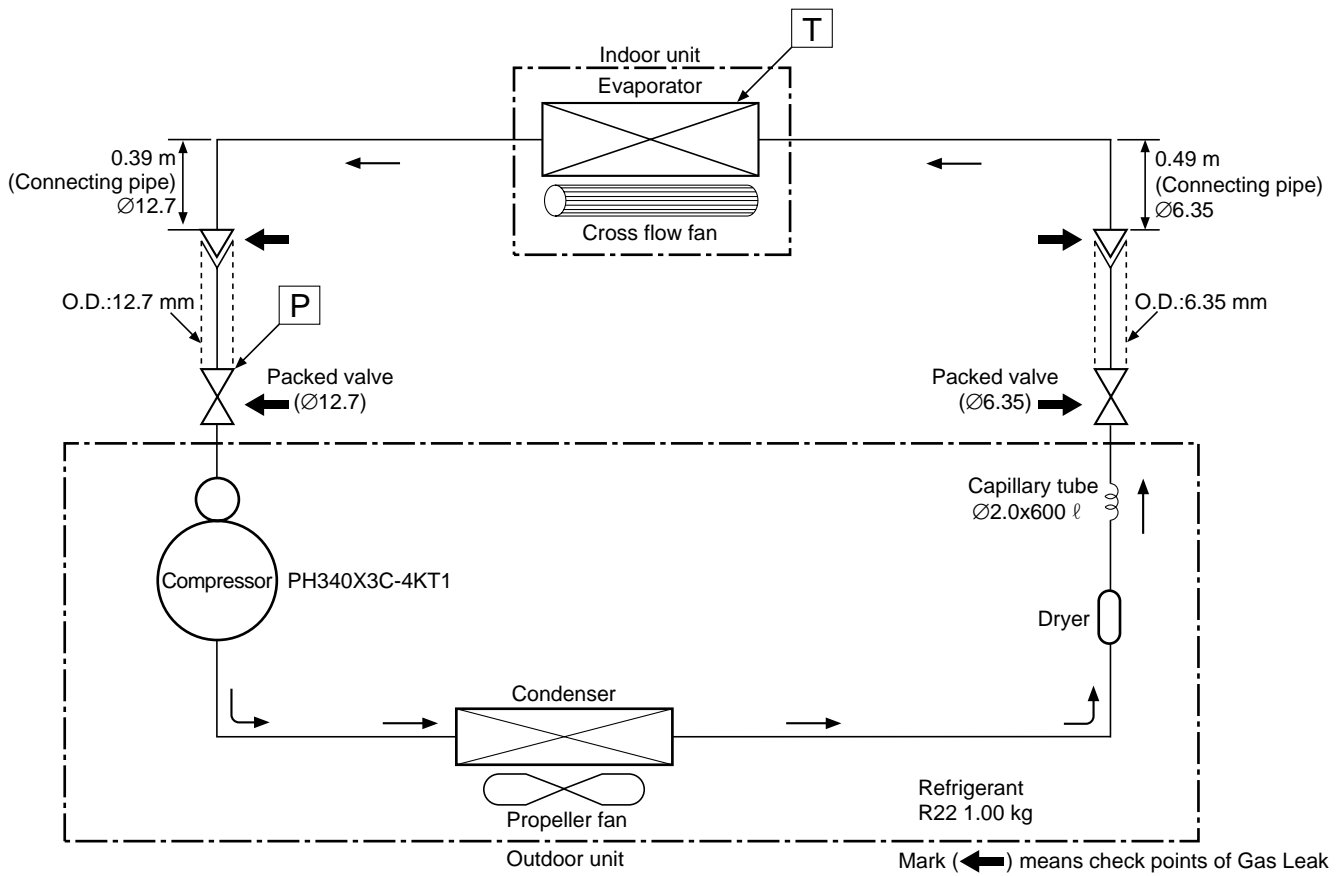 T
Indoor unit
Evaporator
0.39 m
(Connecting pipe)
Ø12.7
0.49 m
(Connecting pipe)
Ø6.35
Cross flow fan
O.D.:12.7 mm
P
O.D.:6.35 mm
Packed valve
(Ø12.7)
Packed valve
(Ø6.35)
Capillary tube
Ø2.0x600 ℓ
Compressor
PH340X3C-4KT1
Dryer
Condenser
Propeller fan
Refrigerant
R22 1.00 kg
Outdoor unit
Mark ( ) means check points of Gas Leak